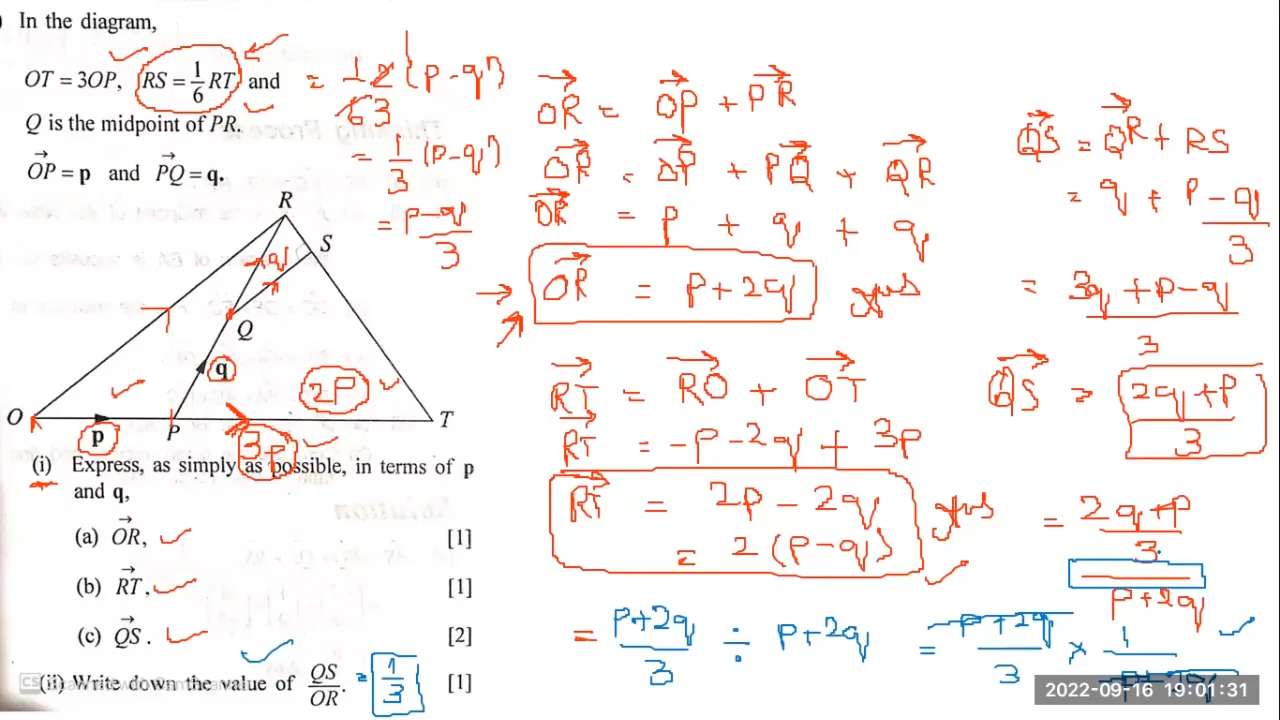 In the diagram,
OT = 3OP, RS = 1/6 RT and
Q is the midpoint of PR.
→OP = p and →PQ = q.
R
S
q
Q
q
2P
O
p
P
3P
T
(i) Express, as simply as possible, in terms of p
and q,
(a) →OR, [1]
(b) →RT. [1]
(c) →QS. [2]
(ii) Write down the value of QS/OR. = 1/3 [1]
= 1/6 2 (P - q)
3
= 1/3 (P - q)
= P - q/3
→OR = →OP + →PR
→OR = →OP + →PQ + →QR
→OR = P + q + q
→OR = P + 2q Ans
→RT = →RO + →OT
→RT = -P - 2q + 3P
→RT = 2P - 2q Ans
= 2 (P - q)
→QS = →QR + RS
= q + P - q/3
= 3q + P - q/3
→QS = 2q + P/3
= 2q + P/3
P + 2q
= P + 2q/3 ÷ P + 2q = P + 2q/3 × 1/P + 2q
2022-09-16 19:01:31